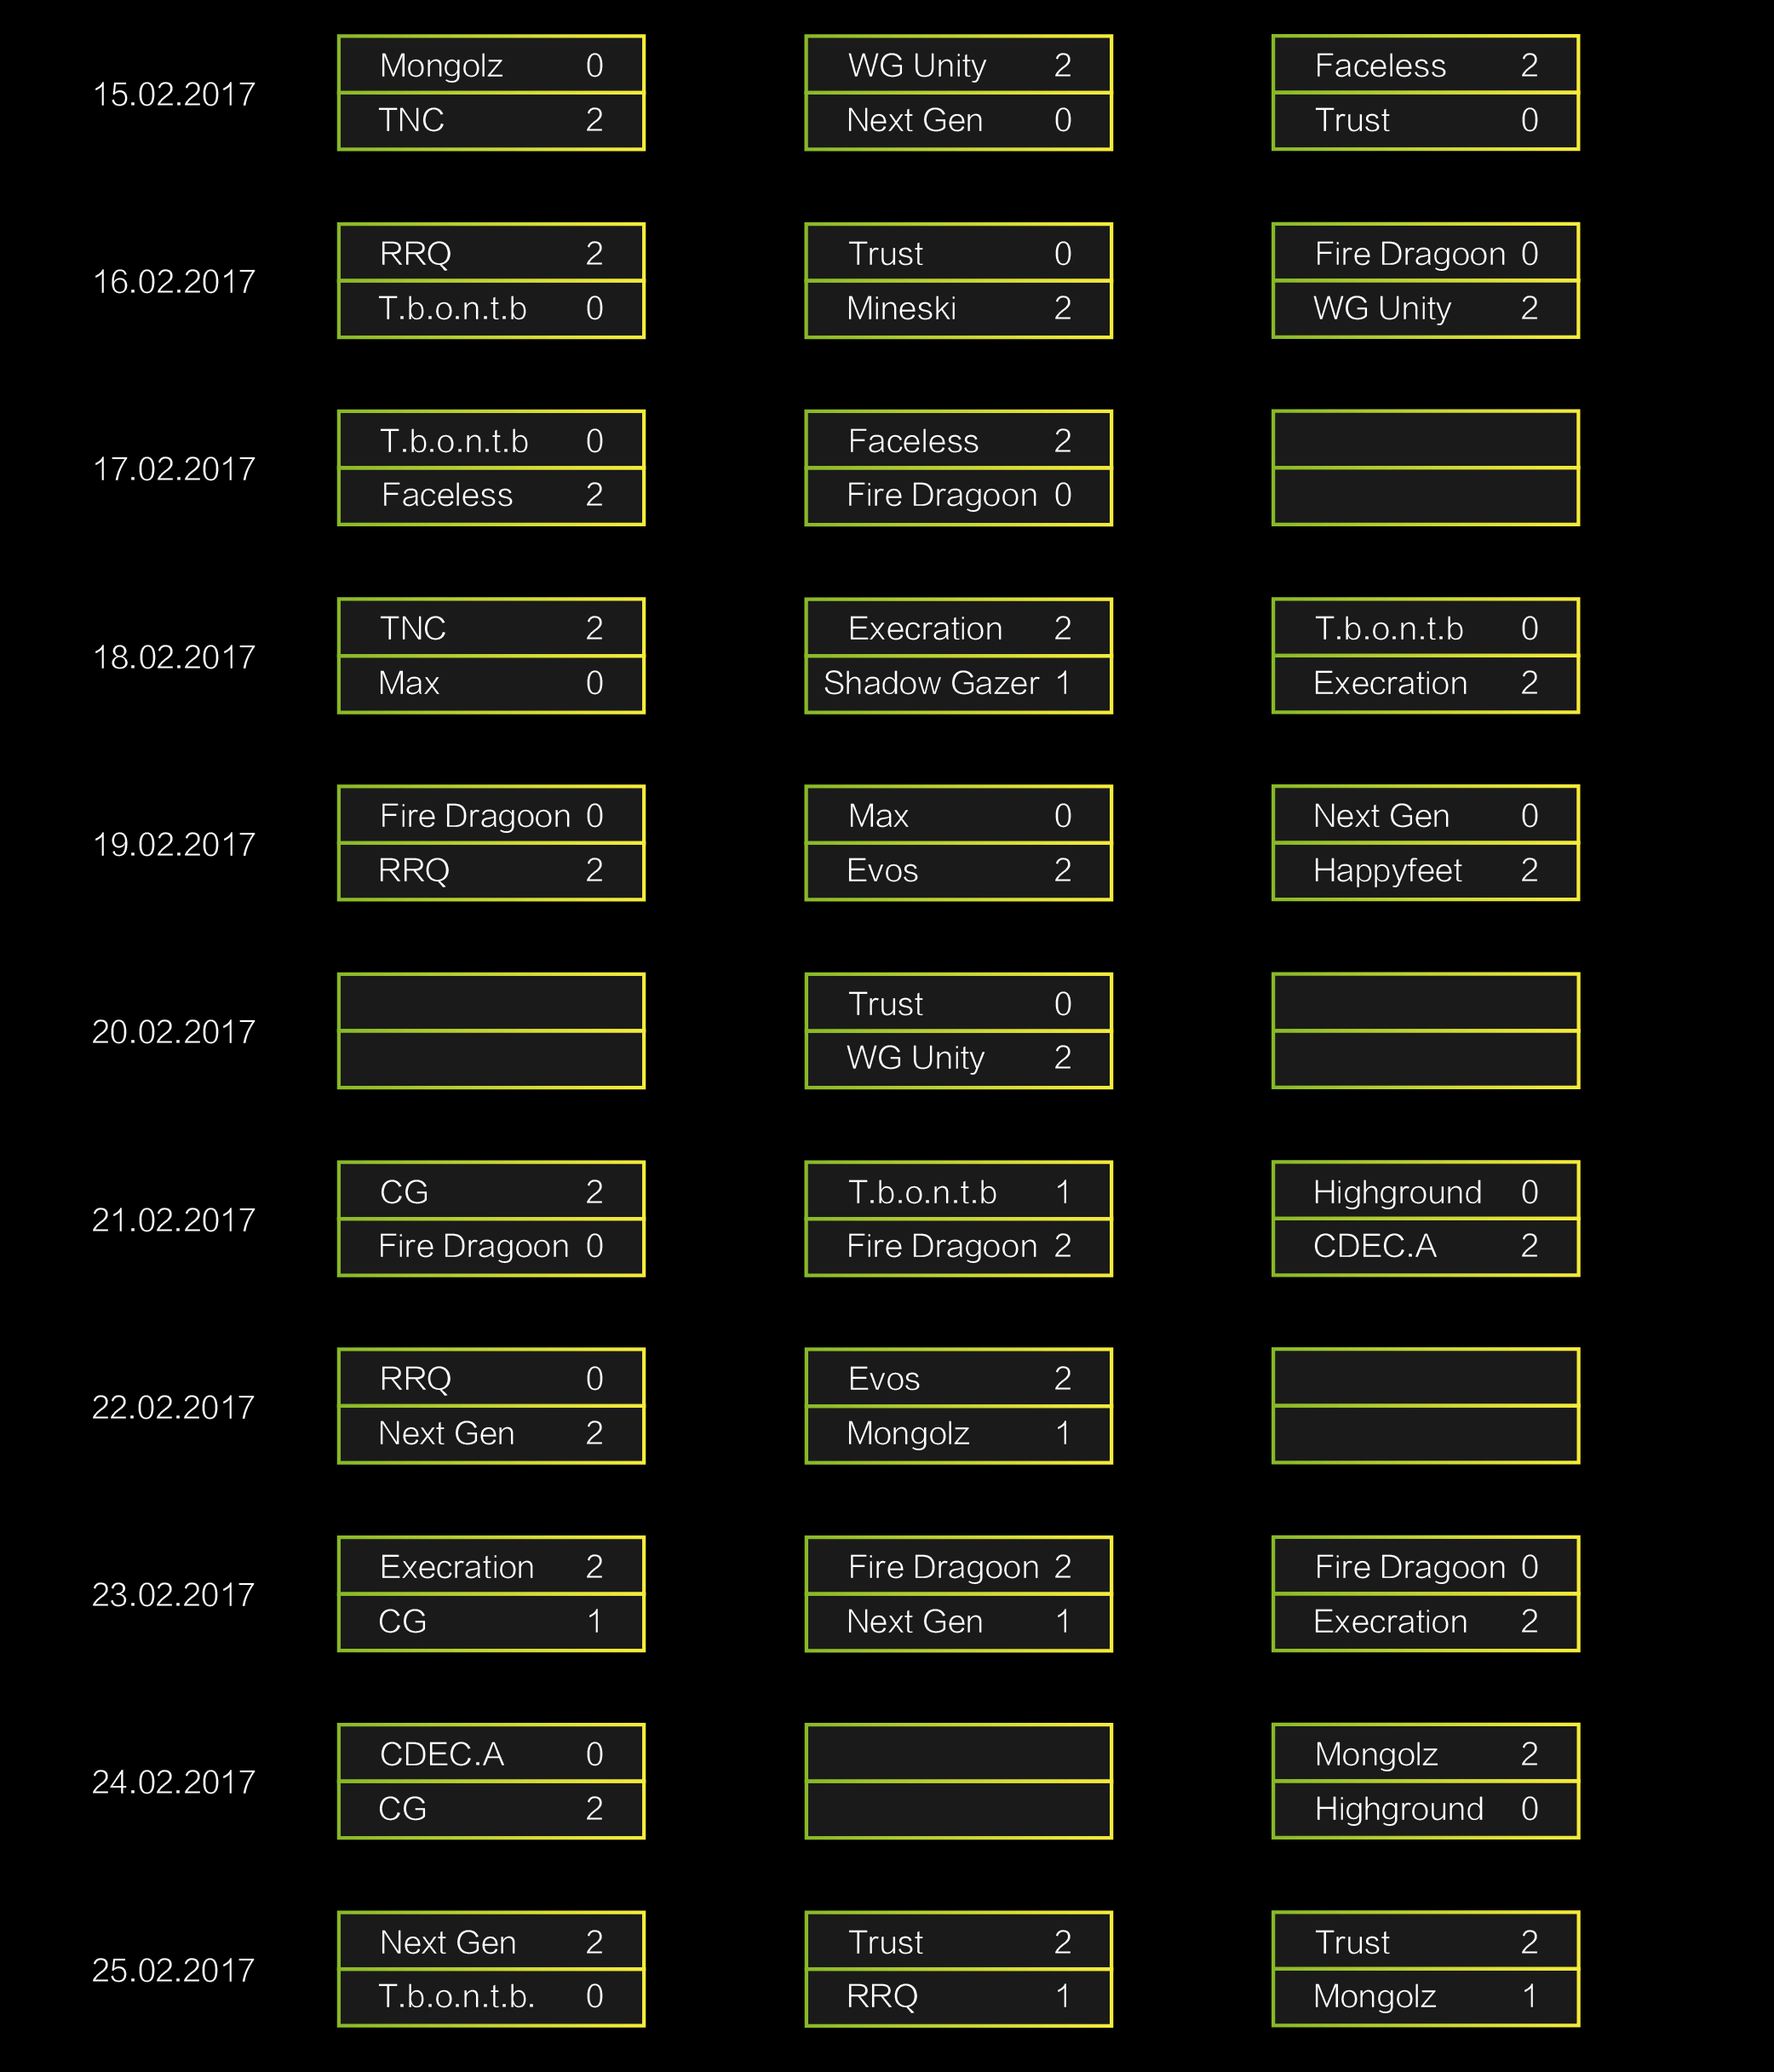 15.02.2017
Mongolz 0
TNC 2
WG Unity 2
Next Gen 0
Faceless 2
Trust 0
16.02.2017
RRQ 2
T.b.o.n.t.b 0
Trust 0
Mineski 2
Fire Dragoon 0
WG Unity 2
17.02.2017
T.b.o.n.t.b 0
Faceless 2
Faceless 2
Fire Dragoon 0
18.02.2017
TNC 2
Max 0
Execration 2
Shadow Gazer 1
T.b.o.n.t.b 0
Execration 2
19.02.2017
Fire Dragoon 0
RRQ 2
Max 0
Evos 2
Next Gen 0
Happyfeet 2
20.02.2017
Trust 0
WG Unity 2
21.02.2017
CG 2
Fire Dragoon 0
T.b.o.n.t.b 1
Fire Dragoon 2
Highground 0
CDEC.A 2
22.02.2017
RRQ 0
Next Gen 2
Evos 2
Mongolz 1
23.02.2017
Execration 2
CG 1
Fire Dragoon 2
Next Gen 1
Fire Dragoon 0
Execration 2
24.02.2017
CDEC.A 0
CG 2
Mongolz 2
Highground 0
25.02.2017
Next Gen 2
T.b.o.n.t.b. 0
Trust 2
RRQ 1
Trust 2
Mongolz 1